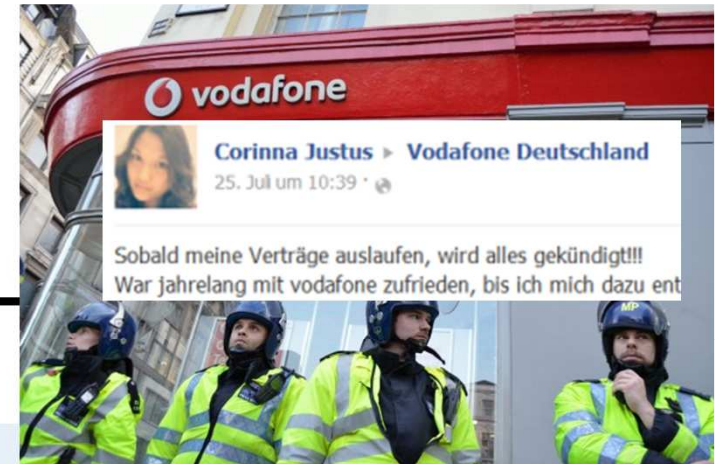 vodafone
Corinna Justus ▸ Vodafone Deutschland
25. Juli um 10:39 ·
Sobald meine Verträge auslaufen, wird alles gekündigt!!!
War jahrelang mit vodafone zufrieden, bis ich mich dazu ent
MP